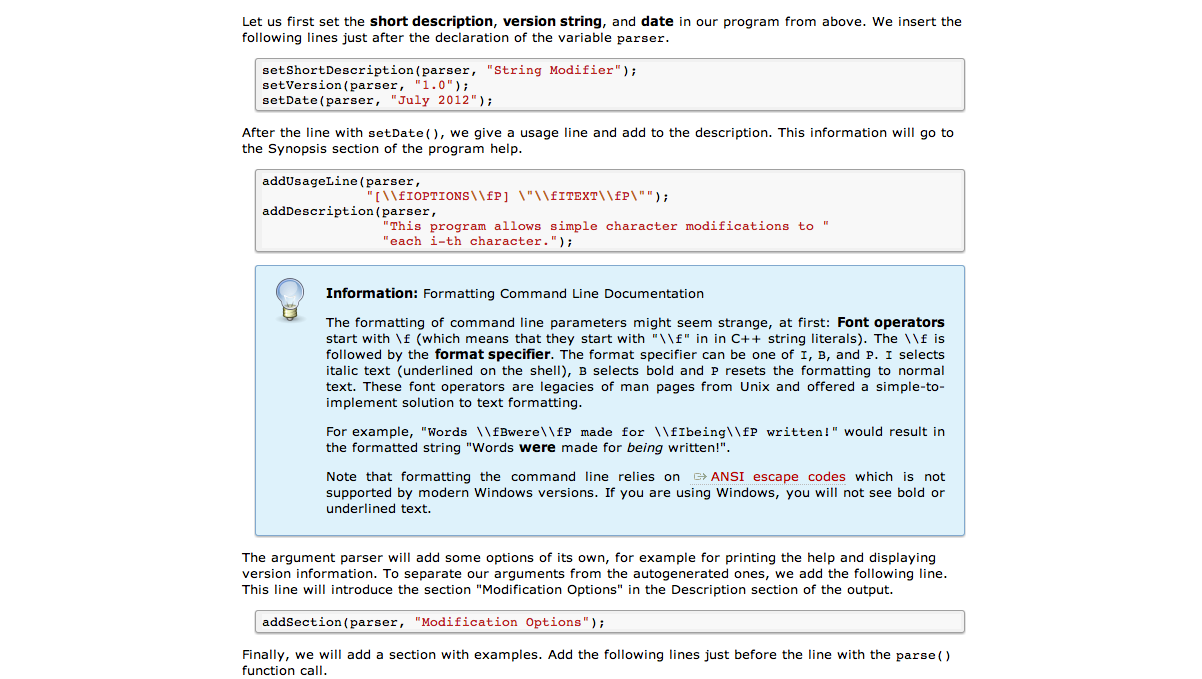 Let us first set the short description, version string, and date in our program from above. We insert the
following lines just after the declaration of the variable parser.
setShortDescription(parser, "String Modifier");
setVersion(parser, "1.0");
setDate(parser, "July 2012");
After the line with setDate(), we give a usage line and add to the description. This information will go to
the Synopsis section of the program help.
addUsageLine(parser,
"[\\fIOPTIONS\\fP] \"\\fITEXT\\fP\"");
addDescription(parser,
"This program allows simple character modifications to "
"each i-th character.");
Information: Formatting Command Line Documentation
The formatting of command line parameters might seem strange, at first: Font operators
start with \f (which means that they start with "\\f" in in C++ string literals). The \\f is
followed by the format specifier. The format specifier can be one of I, B, and P. I selects
italic text (underlined on the shell), B selects bold and P resets the formatting to normal
text. These font operators are legacies of man pages from Unix and offered a simple-to-
implement solution to text formatting.
For example, "Words \\fBwere\\fP made for \\fIbeing\\fP written!" would result in
the formatted string "Words were made for being written!".
Note that formatting the command line relies on ANSI escape codes which is not
supported by modern Windows versions. If you are using Windows, you will not see bold or
underlined text.
The argument parser will add some options of its own, for example for printing the help and displaying
version information. To separate our arguments from the autogenerated ones, we add the following line.
This line will introduce the section "Modification Options" in the Description section of the output.
addSection(parser, "Modification Options");
Finally, we will add a section with examples. Add the following lines just before the line with the parse()
function call.